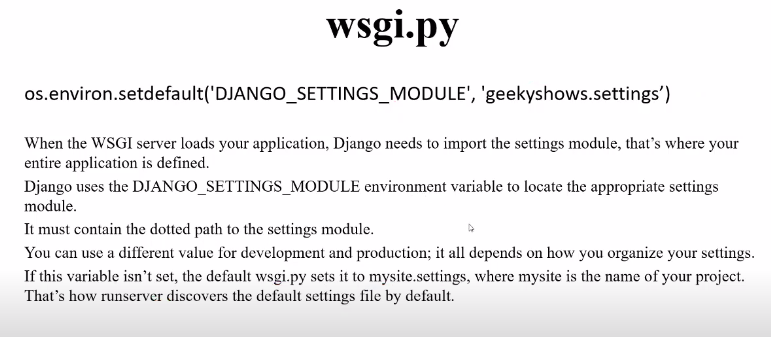 wsgi.py
os.environ.setdefault('DJANGO_SETTINGS_MODULE', 'geekyshows.settings’)
When the WSGI server loads your application, Django needs to import the settings module, that’s where your
entire application is defined.
Django uses the DJANGO_SETTINGS_MODULE environment variable to locate the appropriate settings
module.
It must contain the dotted path to the settings module.
You can use a different value for development and production; it all depends on how you organize your settings.
If this variable isn’t set, the default wsgi.py sets it to mysite.settings, where mysite is the name of your project.
That’s how runserver discovers the default settings file by default.